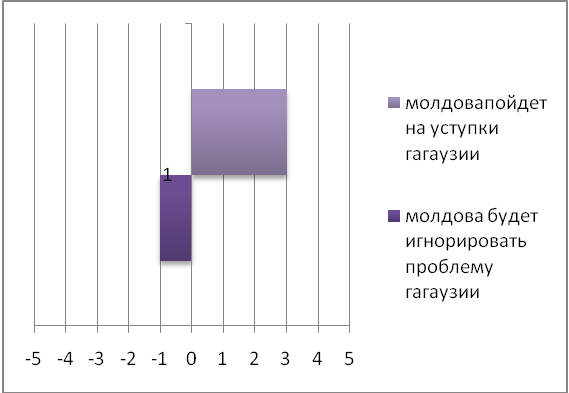 1
-5 -4 -3 -2 -1 0 1 2 3 4 5
молдовапойдет
на уступки
гагаузии
молдова будет
игнорировать
проблему
гагаузии